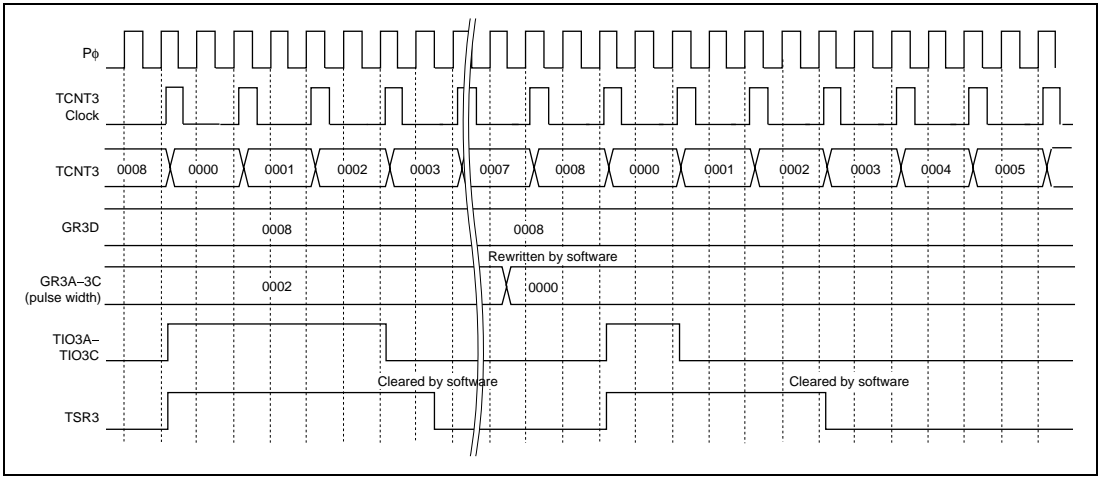 Pϕ
TCNT3
Clock
TCNT3 0008 0000 0001 0002 0003 0007 0008 0000 0001 0002 0003 0004 0005
GR3D 0008 0008
Rewritten by software
GR3A–3C
(pulse width) 0002 0000
TIO3A–
TIO3C
Cleared by software Cleared by software
TSR3